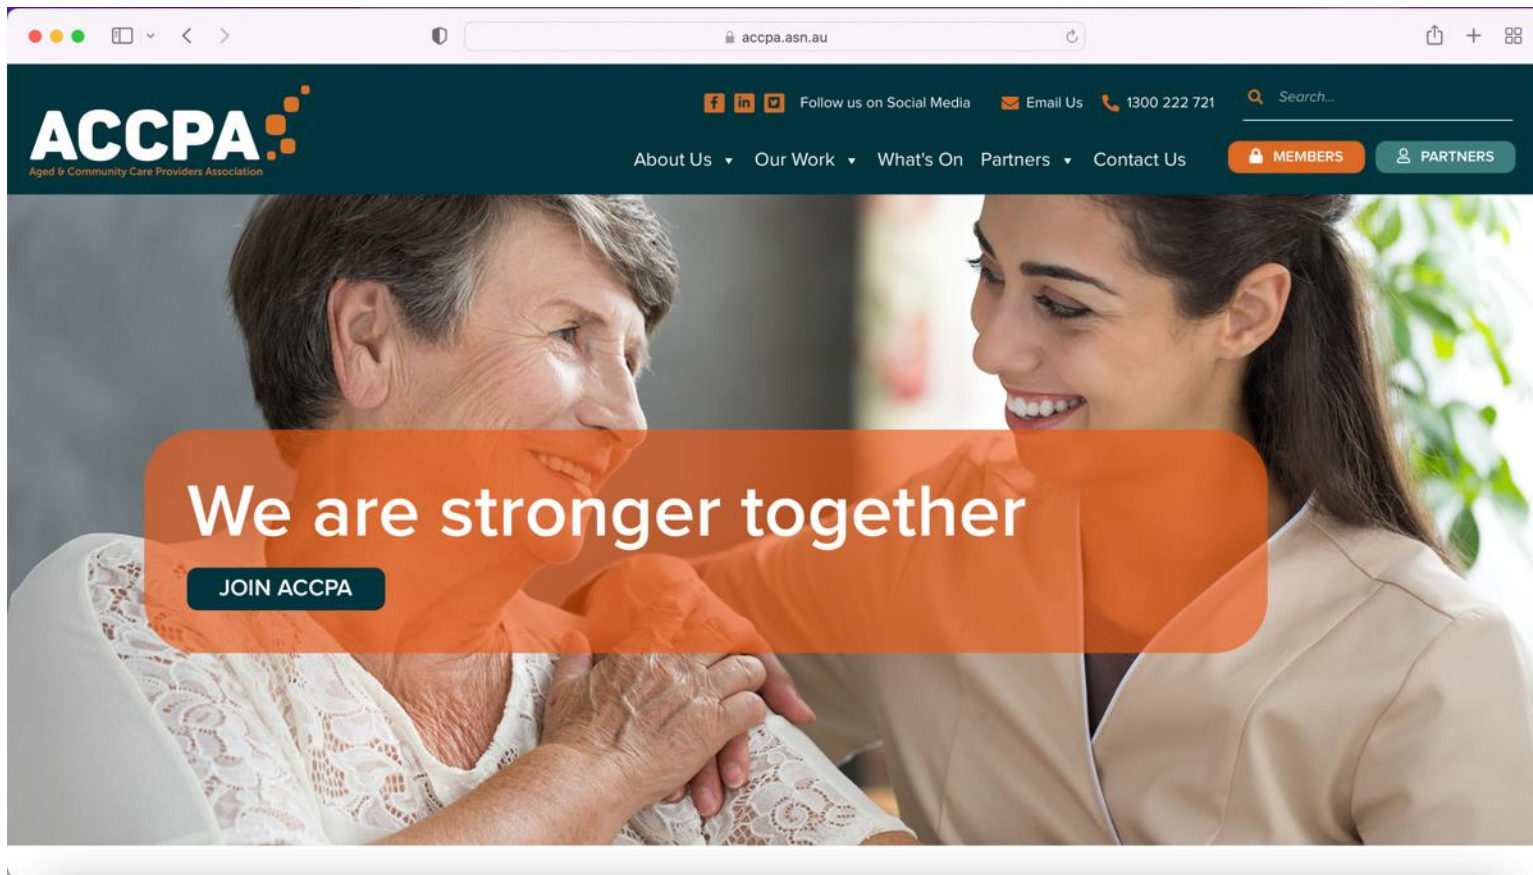 accpa.asn.au
ACCPA
Aged & Community Care Providers Association
Follow us on Social Media
Email Us
1300 222 721
Search...
About Us
Our Work
What's On
Partners
Contact Us
MEMBERS
PARTNERS
We are stronger together
JOIN ACCPA